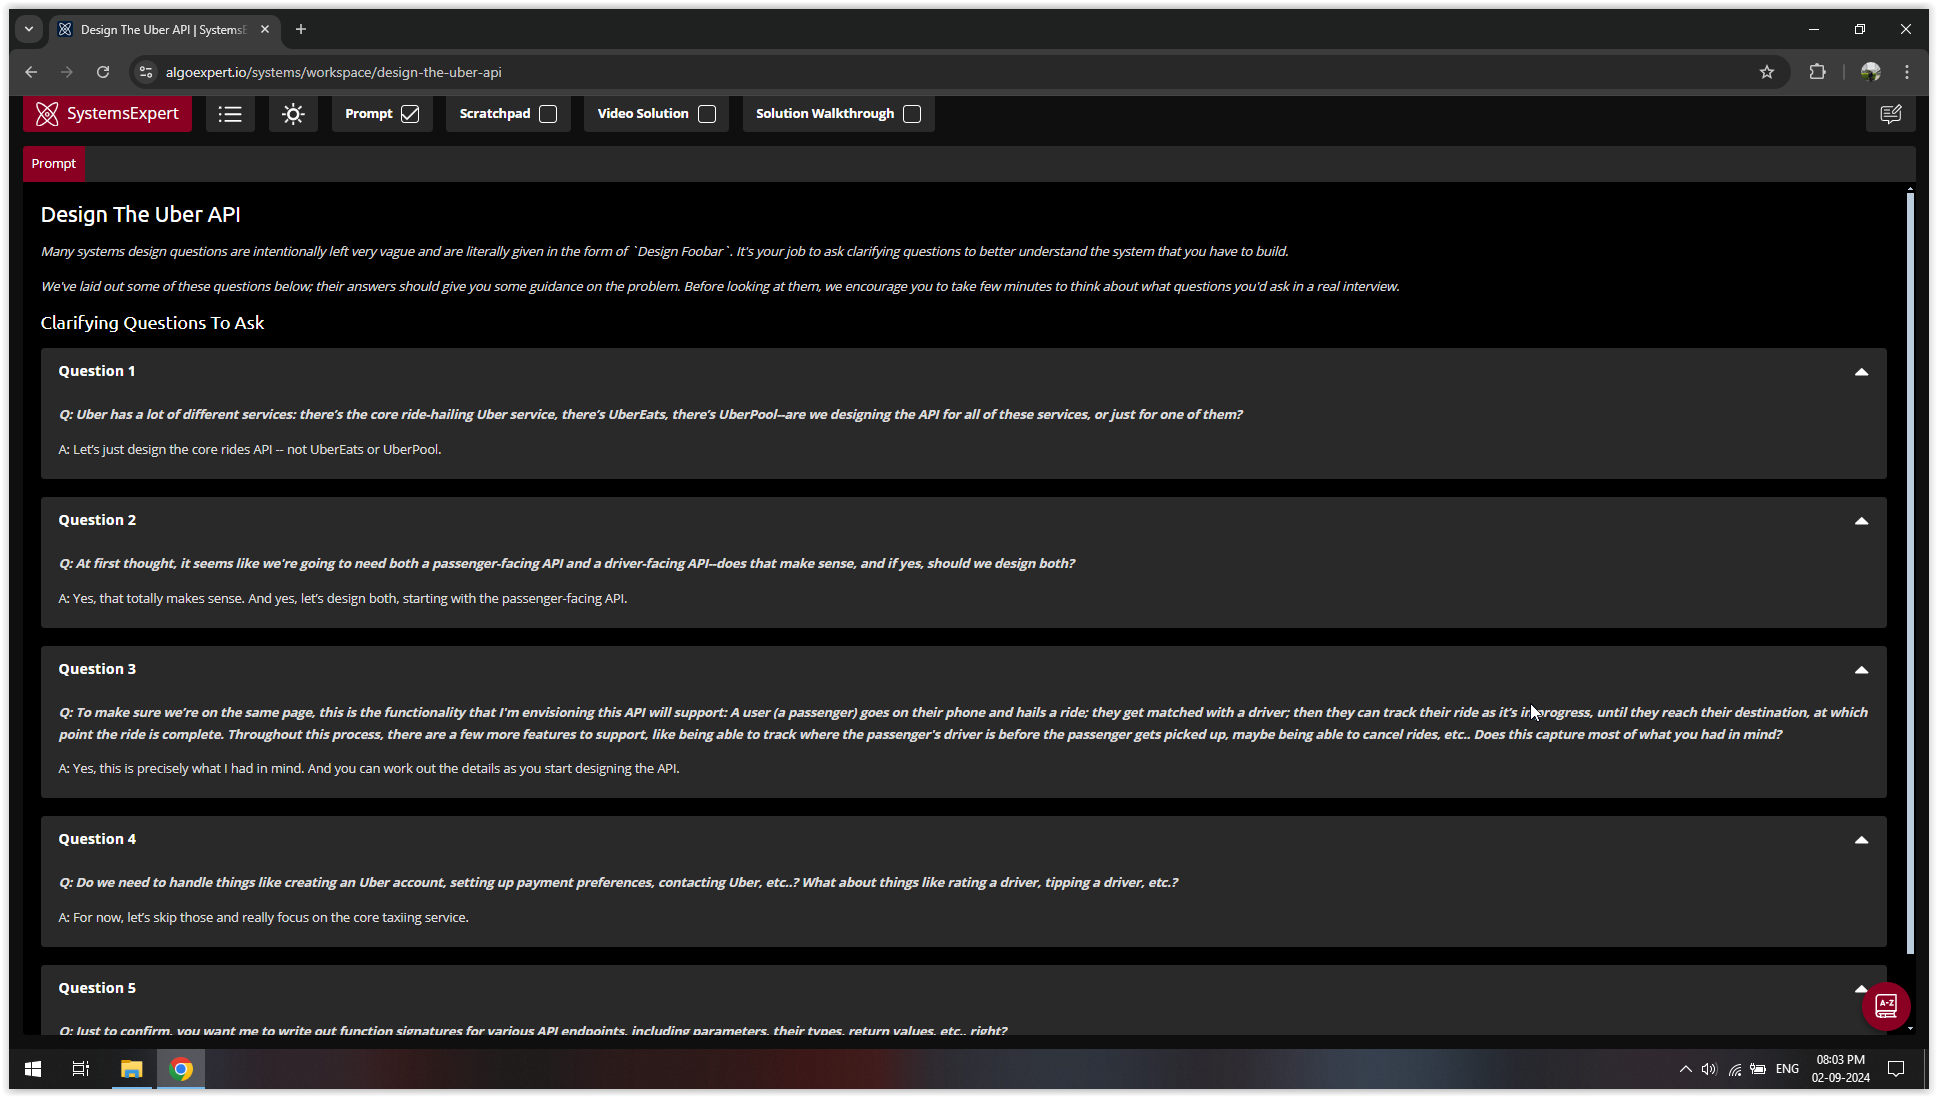 Design The Uber API | SystemsE
algoexpert.io/systems/workspace/design-the-uber-api
SystemsExpert
Prompt
Scratchpad
Video Solution
Solution Walkthrough
Prompt
Design The Uber API
Many systems design questions are intentionally left very vague and are literally given in the form of `Design Foobar`. It's your job to ask clarifying questions to better understand the system that you have to build.
We've laid out some of these questions below; their answers should give you some guidance on the problem. Before looking at them, we encourage you to take few minutes to think about what questions you'd ask in a real interview.
Clarifying Questions To Ask
Question 1
Q: Uber has a lot of different services: there's the core ride-hailing Uber service, there's UberEats, there's UberPool--are we designing the API for all of these services, or just for one of them?
A: Let's just design the core rides API -- not UberEats or UberPool.
Question 2
Q: At first thought, it seems like we're going to need both a passenger-facing API and a driver-facing API--does that make sense, and if yes, should we design both?
A: Yes, that totally makes sense. And yes, let's design both, starting with the passenger-facing API.
Question 3
Q: To make sure we're on the same page, this is the functionality that I'm envisioning this API will support: A user (a passenger) goes on their phone and hails a ride; they get matched with a driver; then they can track their ride as it's in progress, until they reach their destination, at which
point the ride is complete. Throughout this process, there are a few more features to support, like being able to track where the passenger's driver is before the passenger gets picked up, maybe being able to cancel rides, etc.. Does this capture most of what you had in mind?
A: Yes, this is precisely what I had in mind. And you can work out the details as you start designing the API.
Question 4
Q: Do we need to handle things like creating an Uber account, setting up payment preferences, contacting Uber, etc..? What about things like rating a driver, tipping a driver, etc.?
A: For now, let's skip those and really focus on the core taxiing service.
Question 5
Q: Just to confirm, you want me to write out function signatures for various API endpoints, including parameters, their types, return values, etc., right?
A-Z
ENG
08:03 PM
02-09-2024